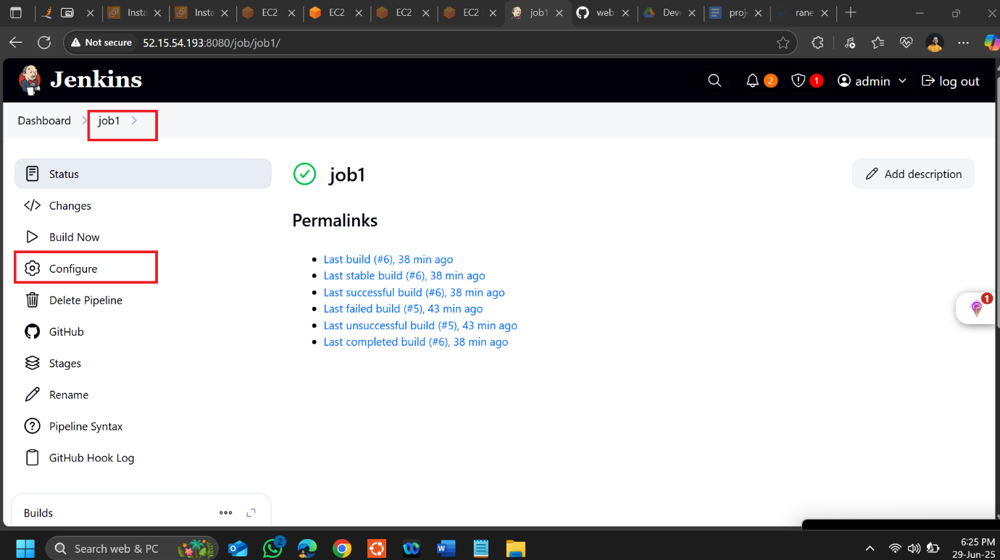 Insta
Insta
EC2
EC2
EC2
EC2
job1
web
Devo
proj
rane
Not secure
52.15.54.193:8080/job/job1/
Jenkins
2
1
admin
log out
Dashboard
job1
Status
job1
Add description
Changes
Permalinks
Build Now
Last build (#6), 38 min ago
Configure
Last stable build (#6), 38 min ago
Last successful build (#6), 38 min ago
Delete Pipeline
Last failed build (#5), 43 min ago
1
Last unsuccessful build (#5), 43 min ago
GitHub
Last completed build (#6), 38 min ago
Stages
Rename
Pipeline Syntax
GitHub Hook Log
Builds
Search web & PC
2
6:25 PM
29-Jun-25